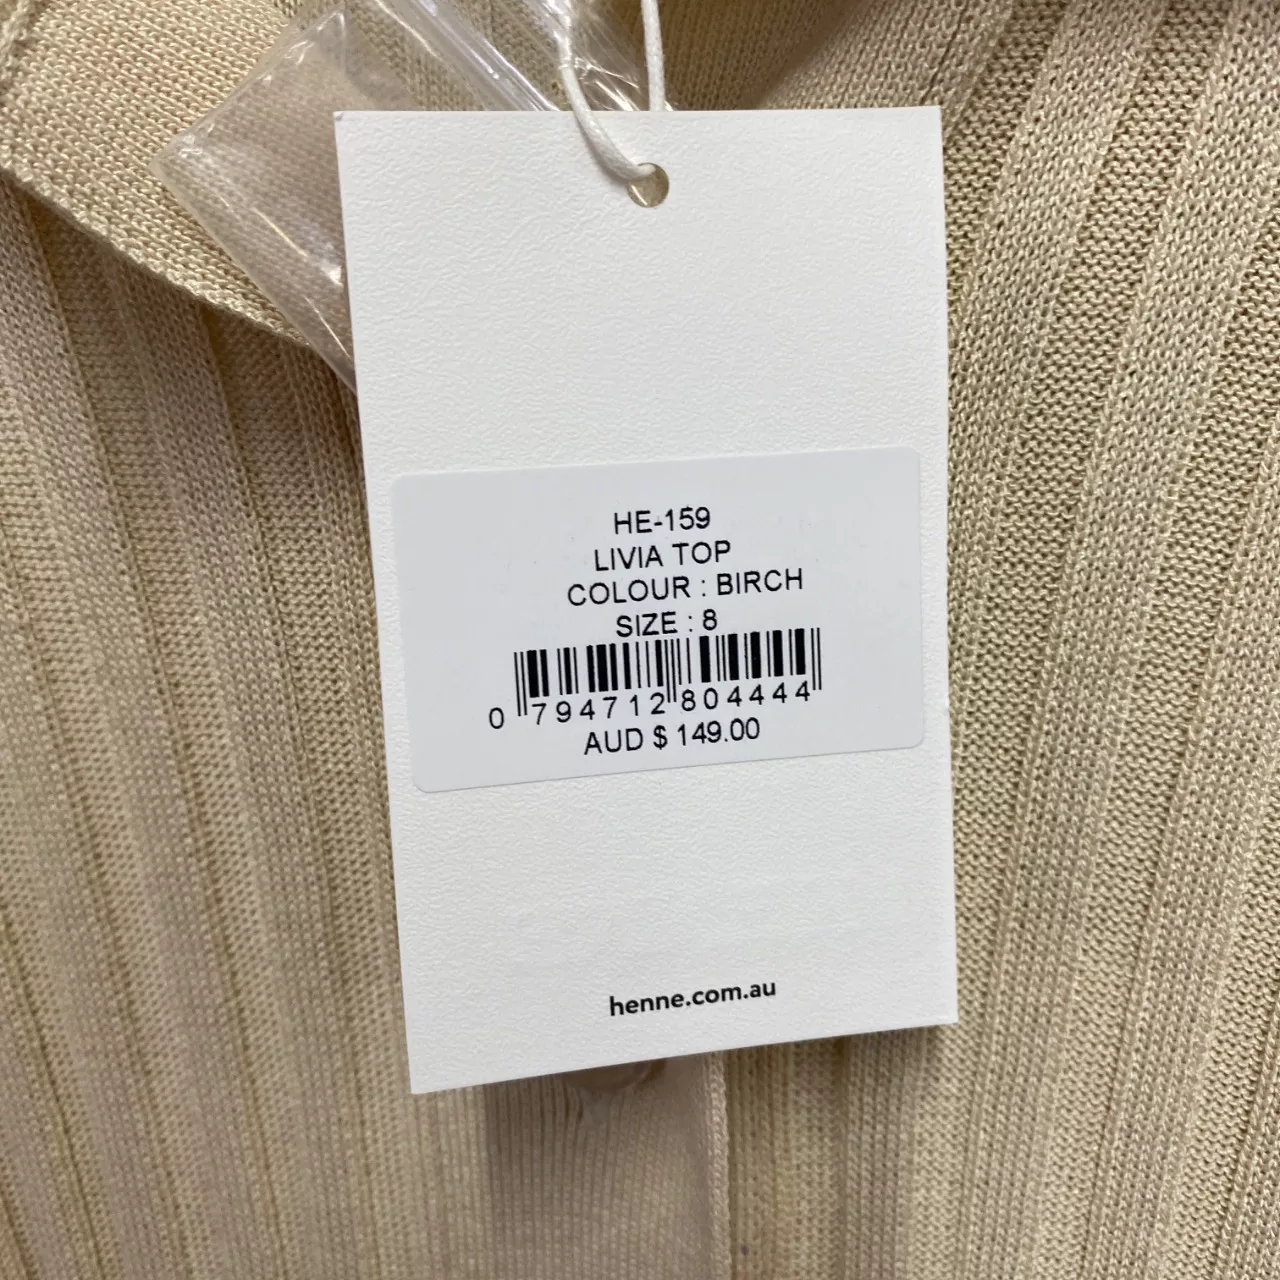 HE-159
LIVIA TOP
COLOUR : BIRCH
SIZE : 8
0 794712 804444
AUD $ 149.00
henne.com.au